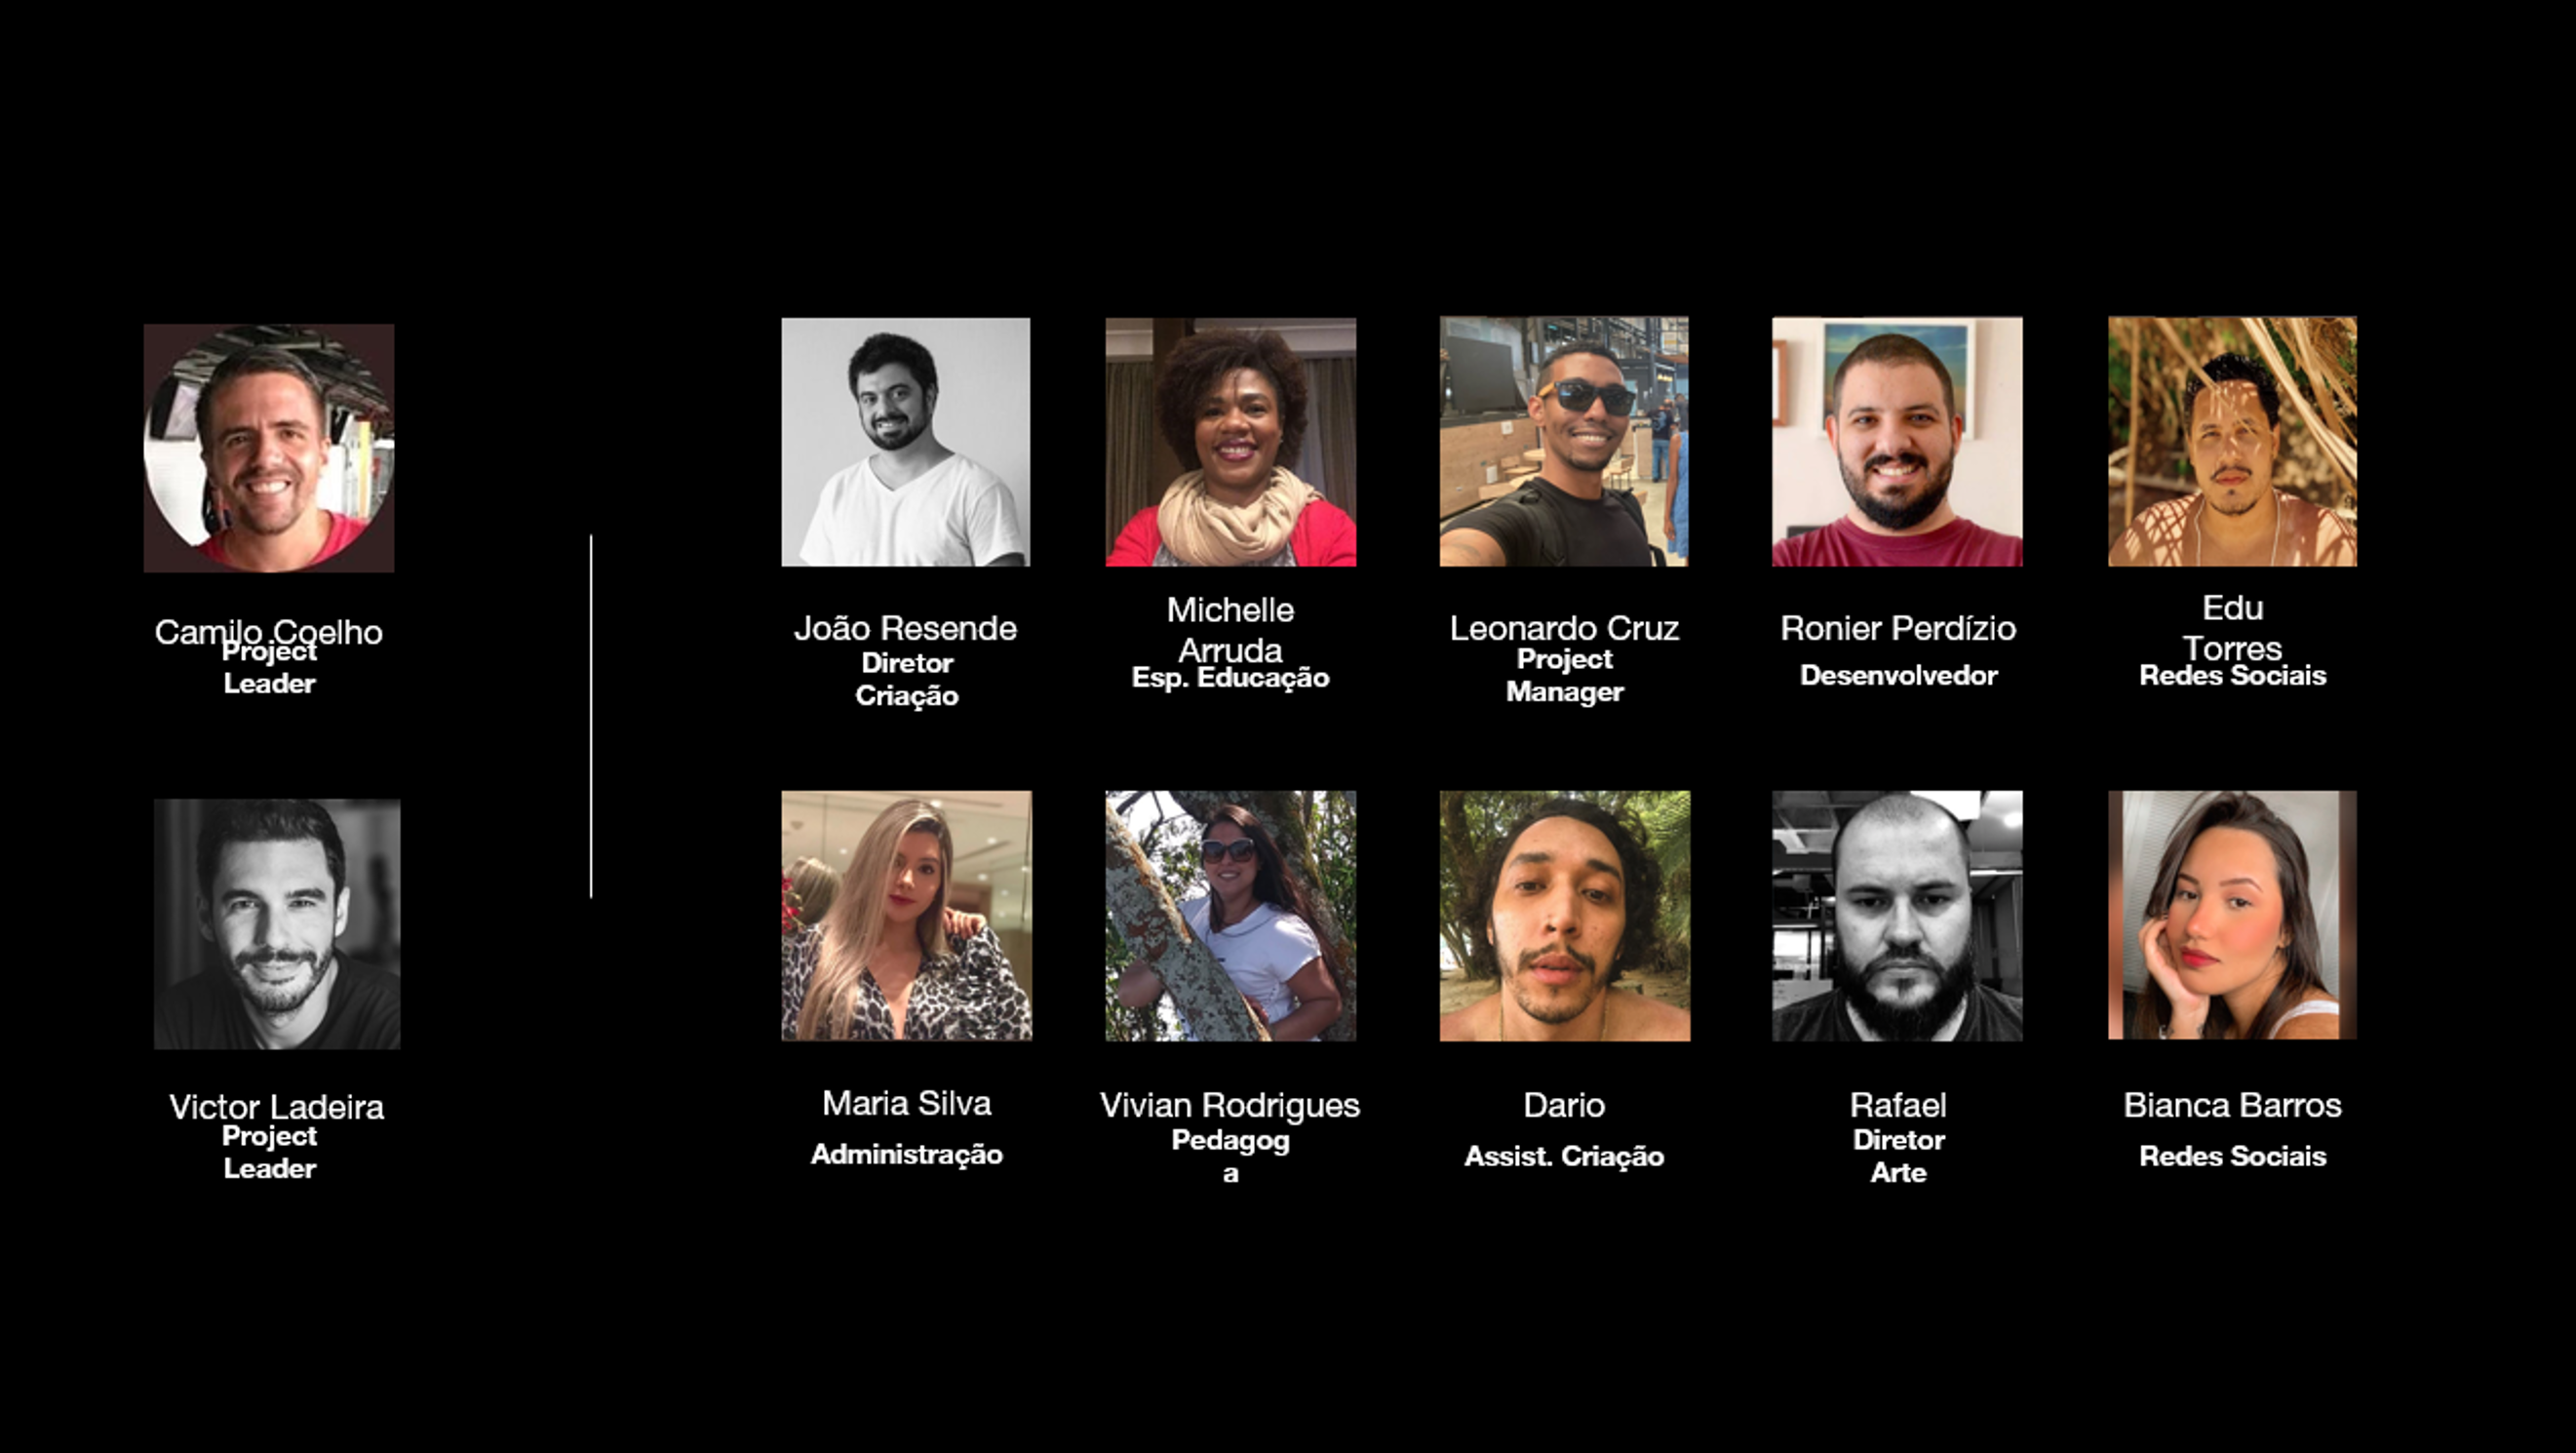 Camilo Coelho
Project
Leader
João Resende
Diretor
Criação
Michelle
Arruda
Esp. Educação
Leonardo Cruz
Project
Manager
Ronier Perdízio
Desenvolvedor
Edu
Torres
Redes Sociais
Victor Ladeira
Project
Leader
Maria Silva
Administração
Vivian Rodrigues
Pedagog
a
Dario
Assist. Criação
Rafael
Diretor
Arte
Bianca Barros
Redes Sociais